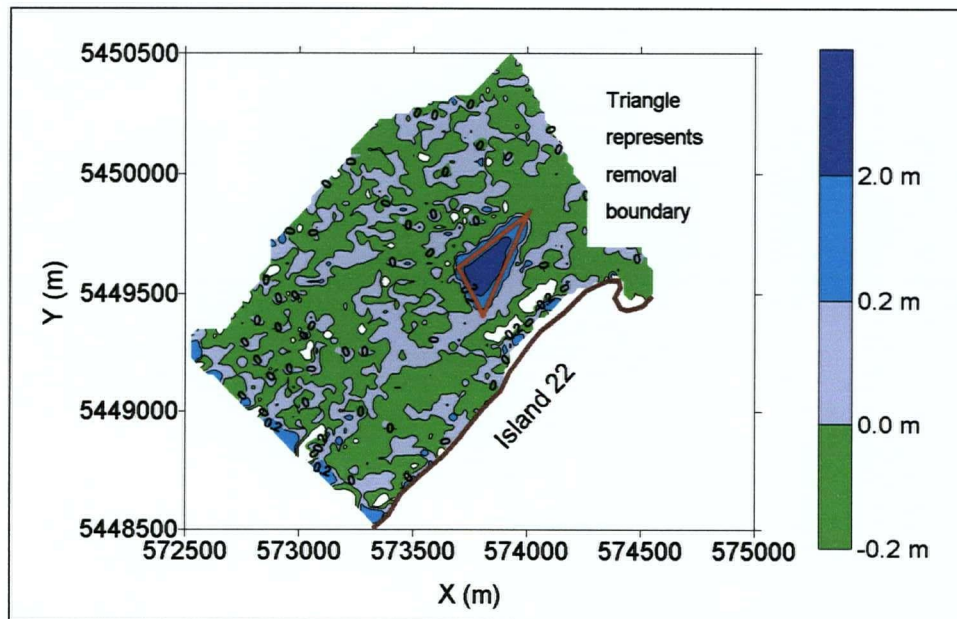 5450500
5450000
5449500
5449000
5448500
Y (m)
572500 573000 573500 574000 574500 575000
X (m)
Triangle
represents
removal
boundary
Island 22
2.0 m
0.2 m
0.0 m
-0.2 m